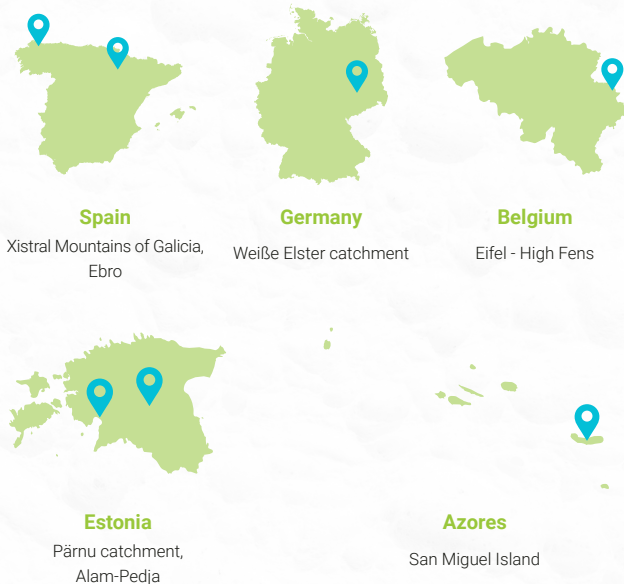 Spain
Xistral Mountains of Galicia,
Ebro
Germany
Weiße Elster catchment
Belgium
Eifel - High Fens
Estonia
Pärnu catchment,
Alam-Pedja
Azores
San Miguel Island